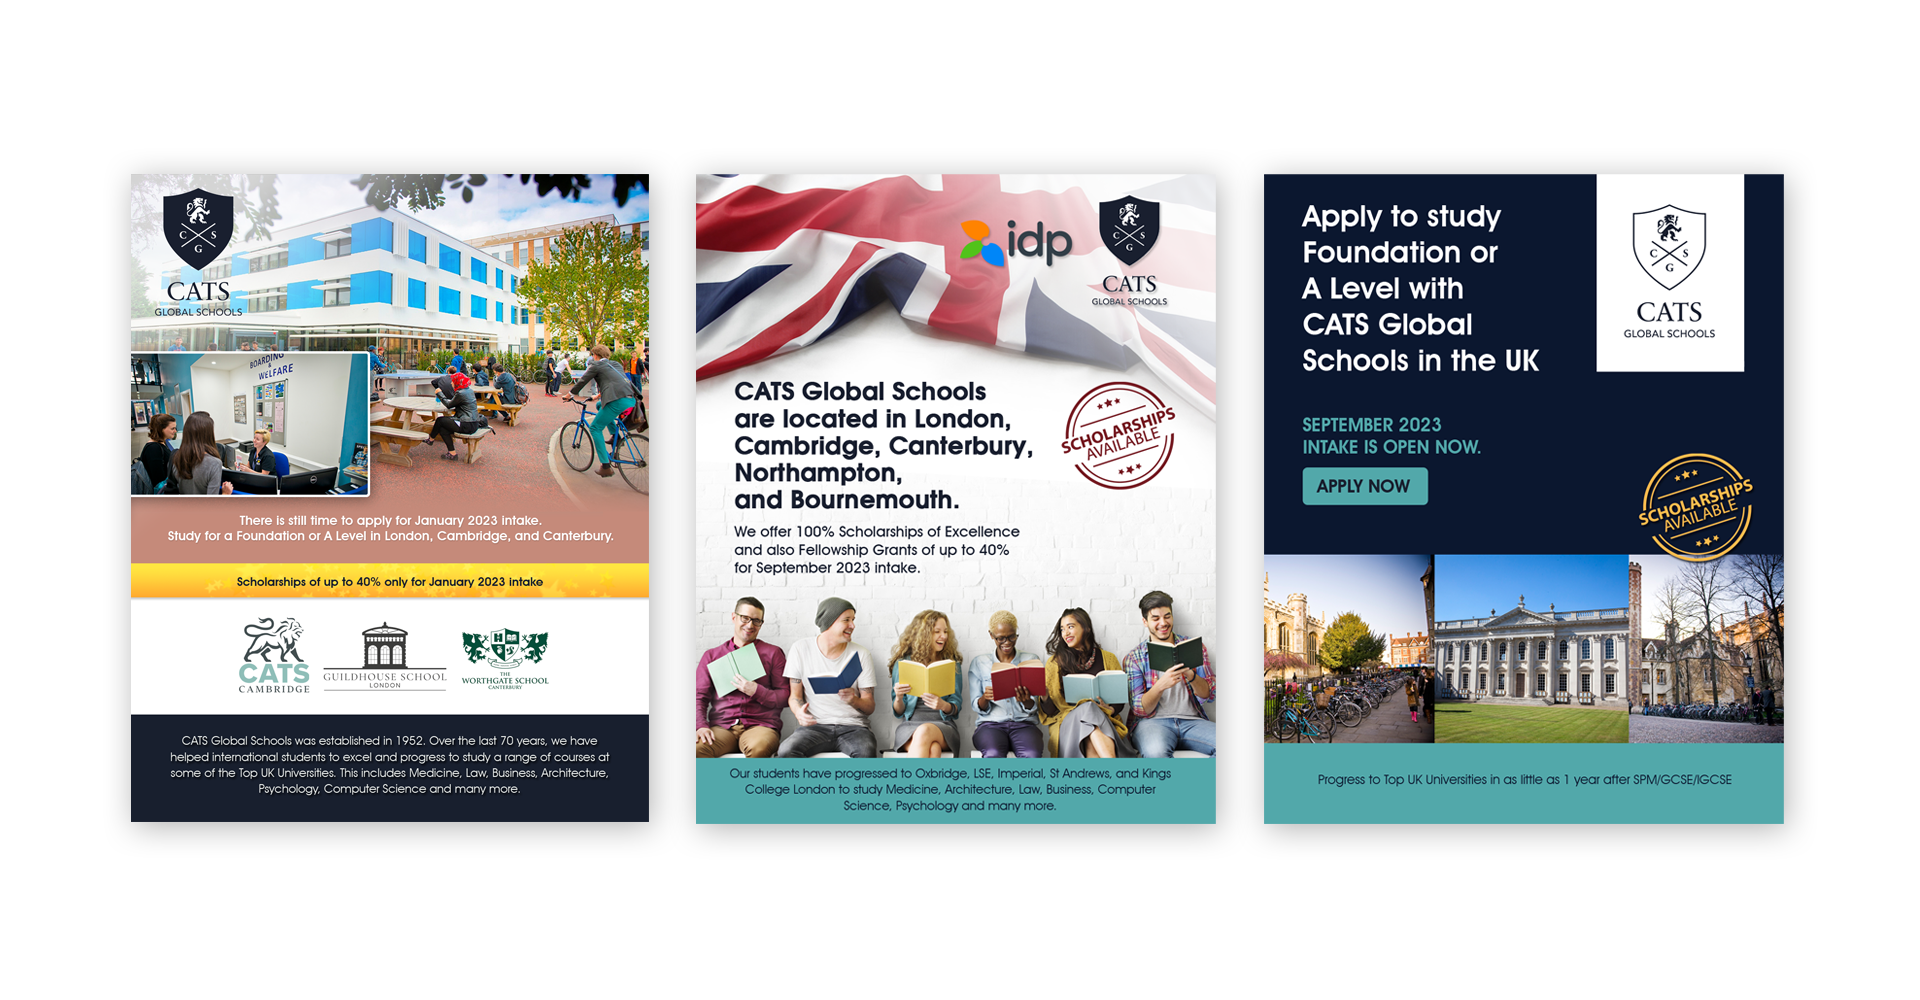 C S
G
CATS
GLOBAL SCHOOLS
BOARDING
&
WELFARE
There is still time to apply for January 2023 intake.
Study for a Foundation or A Level in London, Cambridge, and Canterbury.
Scholarships of up to 40% only for January 2023 intake
CATS
CAMBRIDGE
GUILDHOUSE SCHOOL
LONDON
THE
WORTHGATE SCHOOL
CANTERBURY
CATS Global Schools was established in 1952. Over the last 70 years, we have
helped international students to excel and progress to study a range of courses at
some of the Top UK Universities. This includes Medicine, Law, Business, Architecture,
Psychology, Computer Science and many more.
idp
C S
G
CATS
GLOBAL SCHOOLS
CATS Global Schools
are located in London,
Cambridge, Canterbury,
Northampton,
and Bournemouth.
SCHOLARSHIPS
AVAILABLE
We offer 100% Scholarships of Excellence
and also Fellowship Grants of up to 40%
for September 2023 intake.
Our students have progressed to Oxbridge, LSE, Imperial, St Andrews, and Kings
College London to study Medicine, Architecture, Law, Business, Computer
Science, Psychology and many more.
Apply to study
Foundation or
A Level with
CATS Global
Schools in the UK
C S
G
CATS
GLOBAL SCHOOLS
SEPTEMBER 2023
INTAKE IS OPEN NOW.
APPLY NOW
SCHOLARSHIPS
AVAILABLE
Progress to Top UK Universities in as little as 1 year after SPM/GCSE/IGCSE